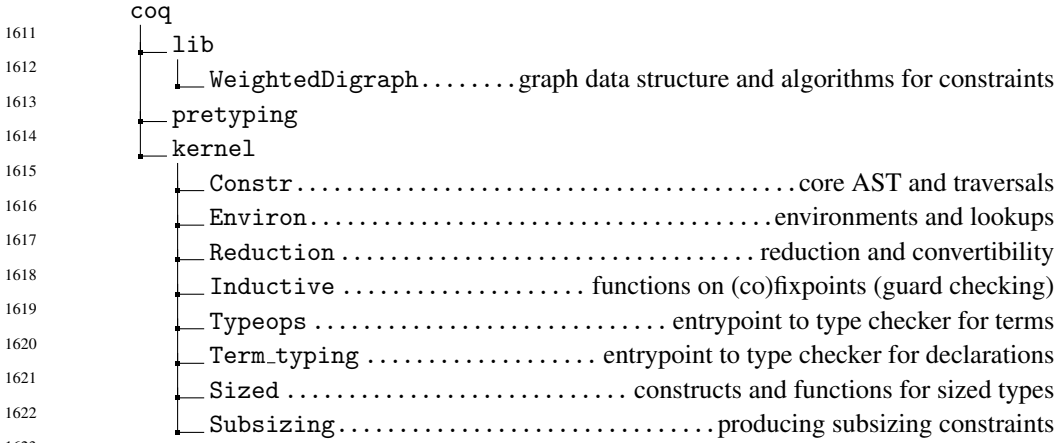 coq
1611 lib
1612 WeightedDigraph........graph data structure and algorithms for constraints
1613 pretyping
1614 kernel
1615 Constr.........................................core AST and traversals
1616 Environ......................................environments and lookups
1617 Reduction .................................. reduction and convertibility
1618 Inductive ..................... functions on (co)fixpoints (guard checking)
1619 Typeops ............................. entrypoint to type checker for terms
1620 Term_typing ................... entrypoint to type checker for declarations
1621 Sized ............................ constructs and functions for sized types
1622 Subsizing...............................producing subsizing constraints